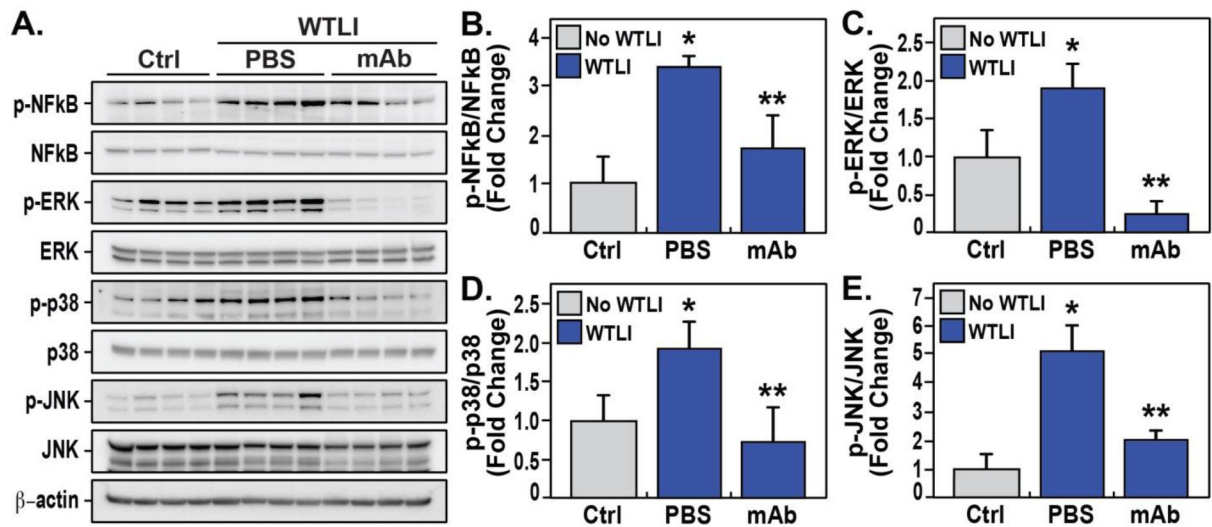 A.
WTLI
Ctrl PBS mAb
p-NFkB
NFkB
p-ERK
ERK
p-p38
p38
p-JNK
JNK
β-actin
B.
No WTLI
WTLI
p-NFkB/NFkB
(Fold Change)
4
3
2
1
0
*
**
Ctrl PBS mAb
C.
No WTLI
WTLI
p-ERK/ERK
(Fold Change)
2.5
2.0
1.5
1.0
0.5
0
*
**
Ctrl PBS mAb
D.
No WTLI
WTLI
p-p38/p38
(Fold Change)
2.5
2.0
1.5
1.0
0.5
0
*
**
Ctrl PBS mAb
E.
No WTLI
WTLI
p-JNK/JNK
(Fold Change)
7
6
5
4
3
2
1
0
*
**
Ctrl PBS mAb